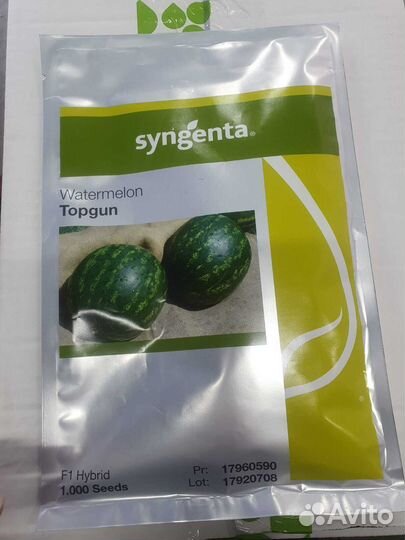 syngenta®
Watermelon
Topgun
F1 Hybrid
1.000 Seeds
Pr: 17960590
Lot: 17920708
Avito